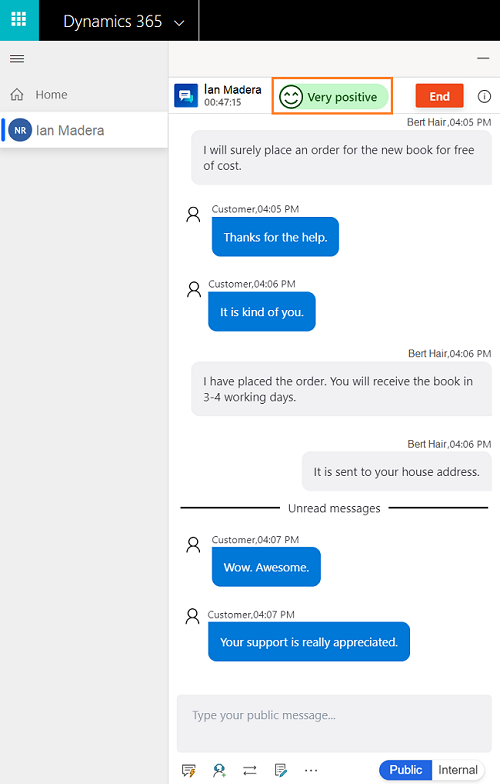 Dynamics 365
Home
NR Ian Madera
Ian Madera
00:47:15
Very positive
End
Bert Hair,04:05 PM
I will surely place an order for the new book for free
of cost.
Customer,04:05 PM
Thanks for the help.
Customer,04:06 PM
It is kind of you.
Bert Hair,04:06 PM
I have placed the order. You will receive the book in
3-4 working days.
Bert Hair,04:06 PM
It is sent to your house address.
Unread messages
Customer,04:07 PM
Wow. Awesome.
Customer,04:07 PM
Your support is really appreciated.
Type your public message...
Public Internal